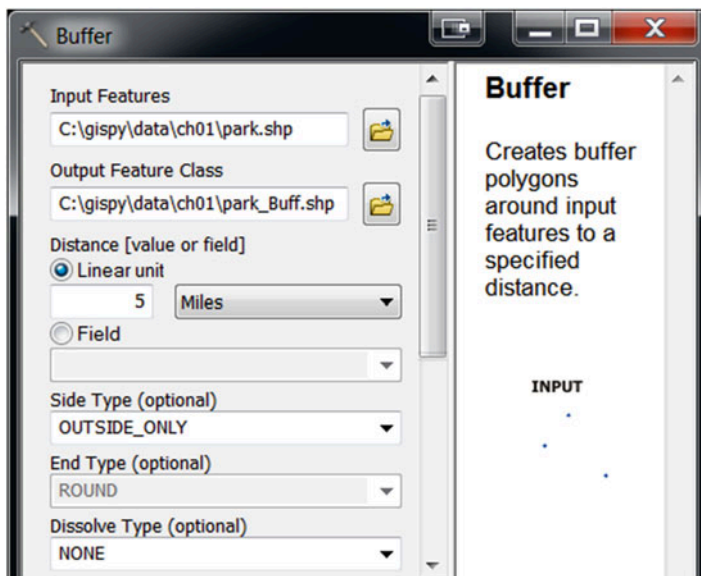 Buffer
Input Features
C:\gispy\data\ch01\park.shp
Output Feature Class
C:\gispy\data\ch01\park_Buff.shp
Distance [value or field]
Linear unit
5 Miles
Field
Side Type (optional)
OUTSIDE_ONLY
End Type (optional)
ROUND
Dissolve Type (optional)
NONE
Buffer
Creates buffer
polygons
around input
features to a
specified
distance.
INPUT